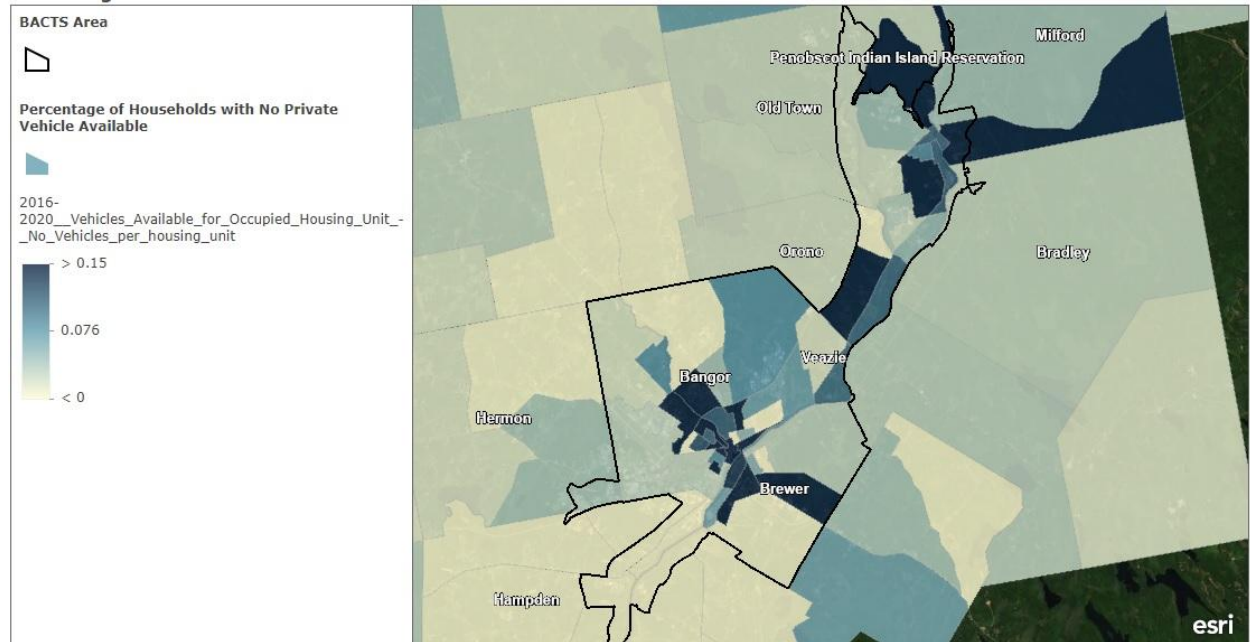 BACTS Area
Percentage of Households with No Private
Vehicle Available
2016-
2020__Vehicles_Available_for_Occupied_Housing_Unit_-
_No_Vehicles_per_housing_unit
> 0.15
0.076
< 0
Milford
Penobscot Indian Island Reservation
Old Town
Orono
Bradley
Veazie
Bangor
Hermon
Brewer
Hampden
esri